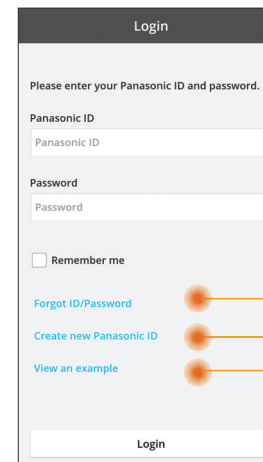 Login
Please enter your Panasonic ID and password.
Panasonic ID
Panasonic ID
Password
Password
Remember me
Forgot ID/Password
Create new Panasonic ID
View an example
Login